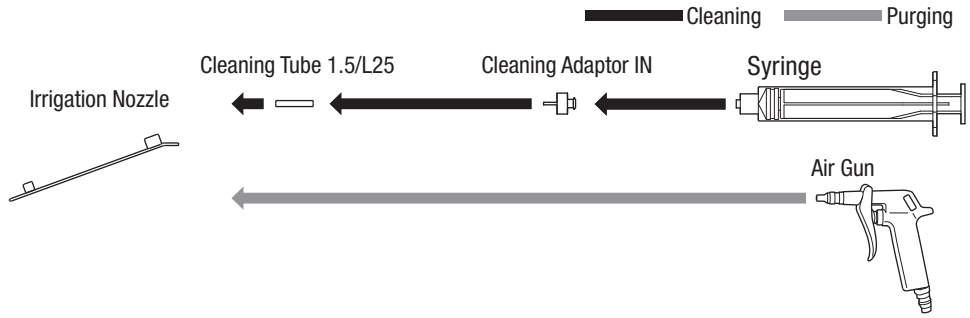 Cleaning
Purging
Cleaning Tube 1.5/L25
Cleaning Adaptor IN
Syringe
Irrigation Nozzle
Air Gun